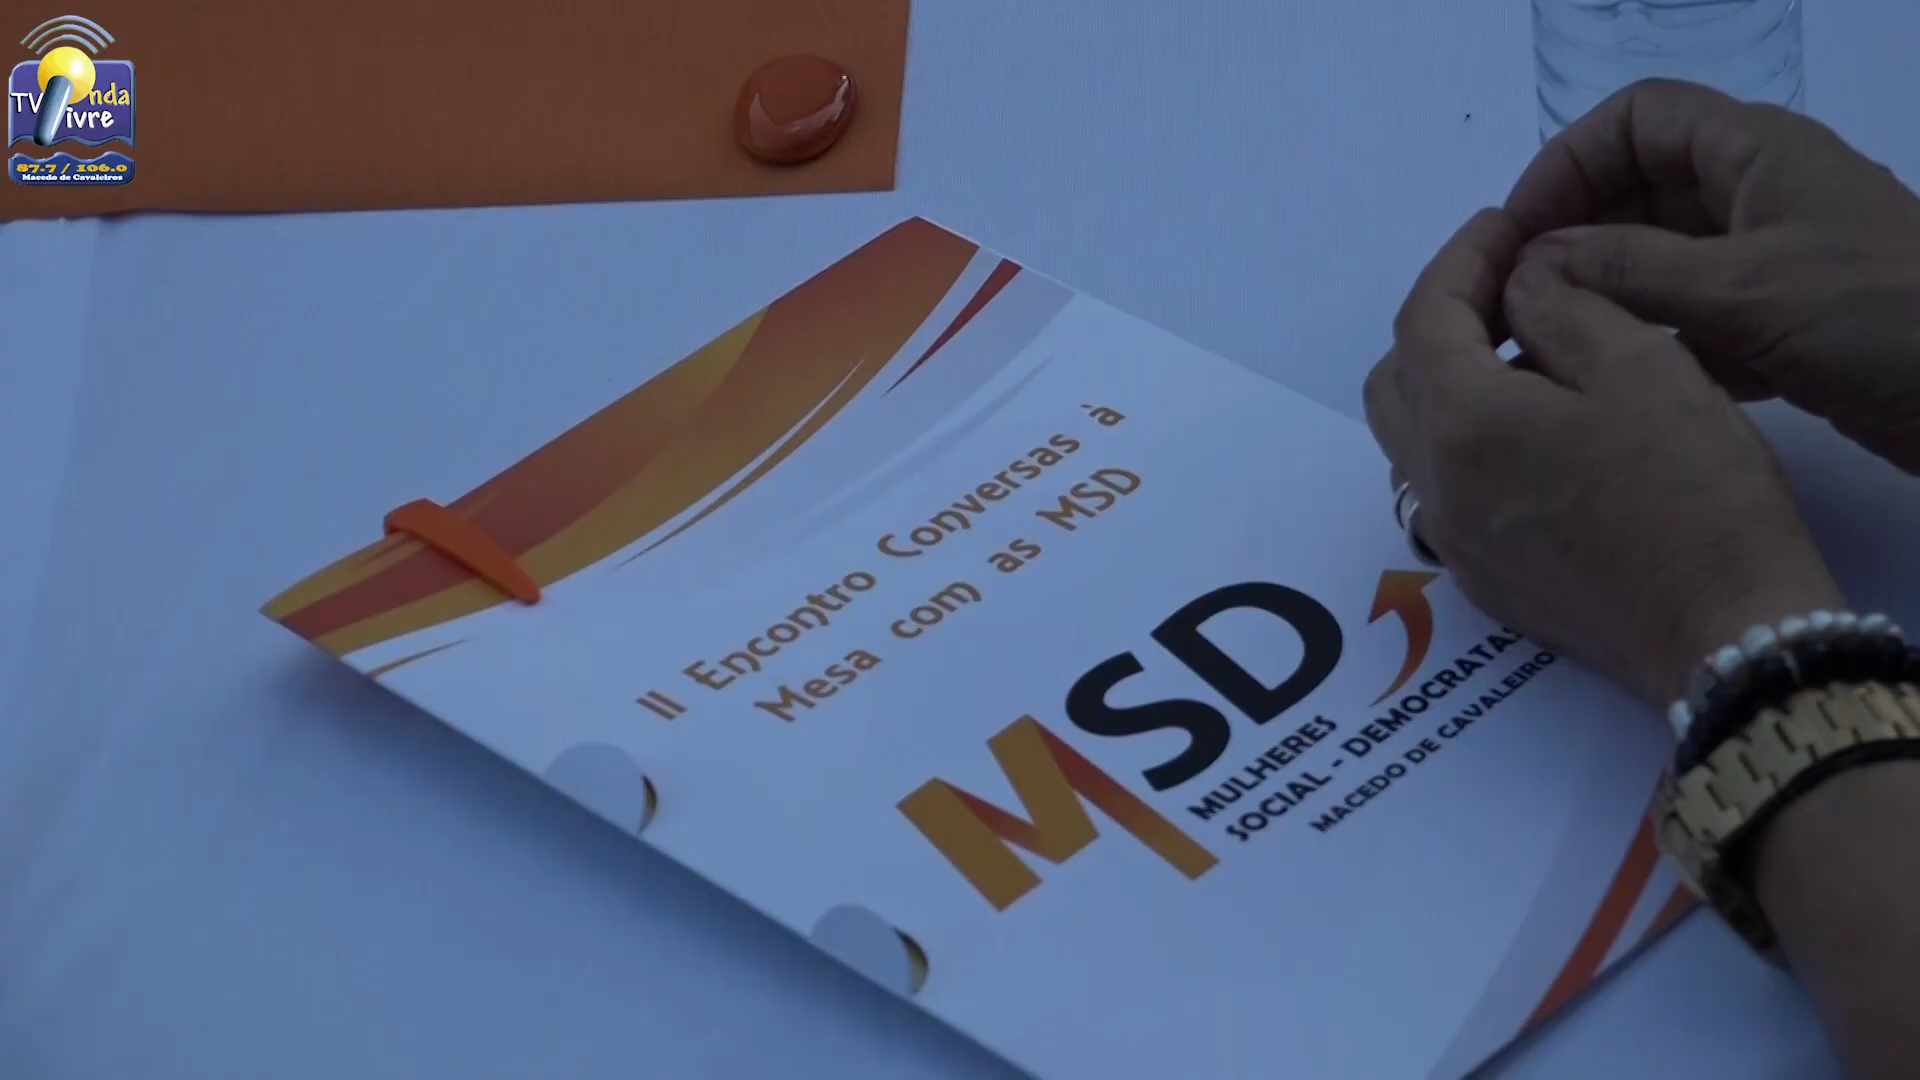 TV Onda
Livre
87.7 / 106.0
Macedo de Cavaleiros
II Encontro Conversas à
Mesa com as MSD
MSD
MULHERES
SOCIAL - DEMOCRATAS
MACEDO DE CAVALEIRO